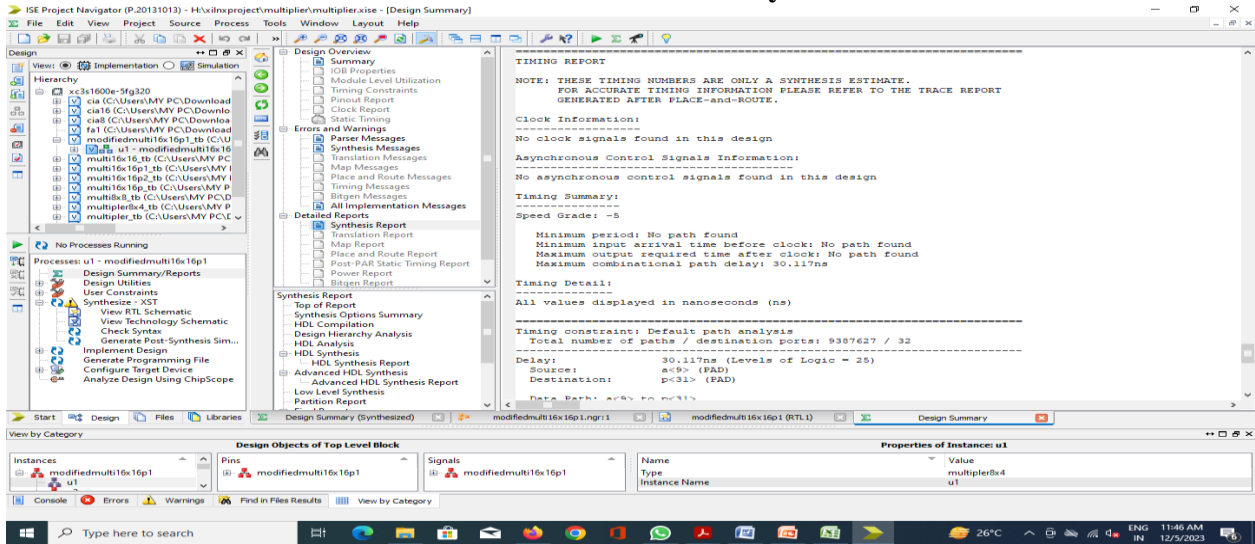 ISE Project Navigator (P.20131013) - H:\xilnxproject\multiplier\multiplier.xise - [Design Summary]
File Edit View Project Source Process Tools Window Layout Help
Design
View: Implementation Simulation
Hierarchy
xc3s1600e-5fg320
cia (C:\Users\MY PC\Download
cia16 (C:\Users\MY PC\Downlo
cia8 (C:\Users\MY PC\Downloa
fa1 (C:\Users\MY PC\Download
modifiedmulti16x16p1_tb (C:\U
u1 - modifiedmulti16x16
multi16x16_tb (C:\Users\MY PC
multi16x16p1_tb (C:\Users\MY I
multi16x16p2_tb (C:\Users\MY I
multi16x16p_tb (C:\Users\MY P
multi8x8_tb (C:\Users\MY PC\D
multipler8x4_tb (C:\Users\MY P
multipler_tb (C:\Users\MY PC\D
No Processes Running
Processes: u1 - modifiedmulti16x16p1
Design Summary/Reports
Design Utilities
User Constraints
Synthesize - XST
View RTL Schematic
View Technology Schematic
Check Syntax
Generate Post-Synthesis Sim...
Implement Design
Generate Programming File
Configure Target Device
Analyze Design Using ChipScope
Design Overview
Summary
IOB Properties
Module Level Utilization
Timing Constraints
Pinout Report
Clock Report
Static Timing
Errors and Warnings
Parser Messages
Synthesis Messages
Translation Messages
Map Messages
Place and Route Messages
Timing Messages
Bitgen Messages
All Implementation Messages
Detailed Reports
Synthesis Report
Translation Report
Map Report
Place and Route Report
Post-PAR Static Timing Report
Power Report
Bitgen Report
Synthesis Report
Top of Report
Synthesis Options Summary
HDL Compilation
Design Hierarchy Analysis
HDL Analysis
HDL Synthesis
HDL Synthesis Report
Advanced HDL Synthesis
Advanced HDL Synthesis Report
Low Level Synthesis
Partition Report
TIMING REPORT
NOTE: THESE TIMING NUMBERS ARE ONLY A SYNTHESIS ESTIMATE.
FOR ACCURATE TIMING INFORMATION PLEASE REFER TO THE TRACE REPORT
GENERATED AFTER PLACE-and-ROUTE.
Clock Information:
No clock signals found in this design
Asynchronous Control Signals Information:
No asynchronous control signals found in this design
Timing Summary:
Speed Grade: -5
Minimum period: No path found
Minimum input arrival time before clock: No path found
Maximum output required time after clock: No path found
Maximum combinational path delay: 30.117ns
Timing Detail:
All values displayed in nanoseconds (ns)
Timing constraint: Default path analysis
Total number of paths / destination ports: 9387627 / 32
Delay: 30.117ns (Levels of Logic = 25)
Source: a<9> (PAD)
Destination: p<31> (PAD)
Data Path: a<9> to p<31>
Start Design Files Libraries Design Summary (Synthesized) modifiedmulti16x16p1.ngr:1 modifiedmulti16x16p1 (RTL1) Design Summary
View by Category
Design Objects of Top Level Block Properties of Instance: u1
Instances Pins Signals Name Value
modifiedmulti16x16p1 modifiedmulti16x16p1 modifiedmulti16x16p1 Type multipler8x4
u1 Instance Name u1
Console Errors Warnings Find in Files Results View by Category
Type here to search 26°C ENG 11:46 AM
IN 12/5/2023